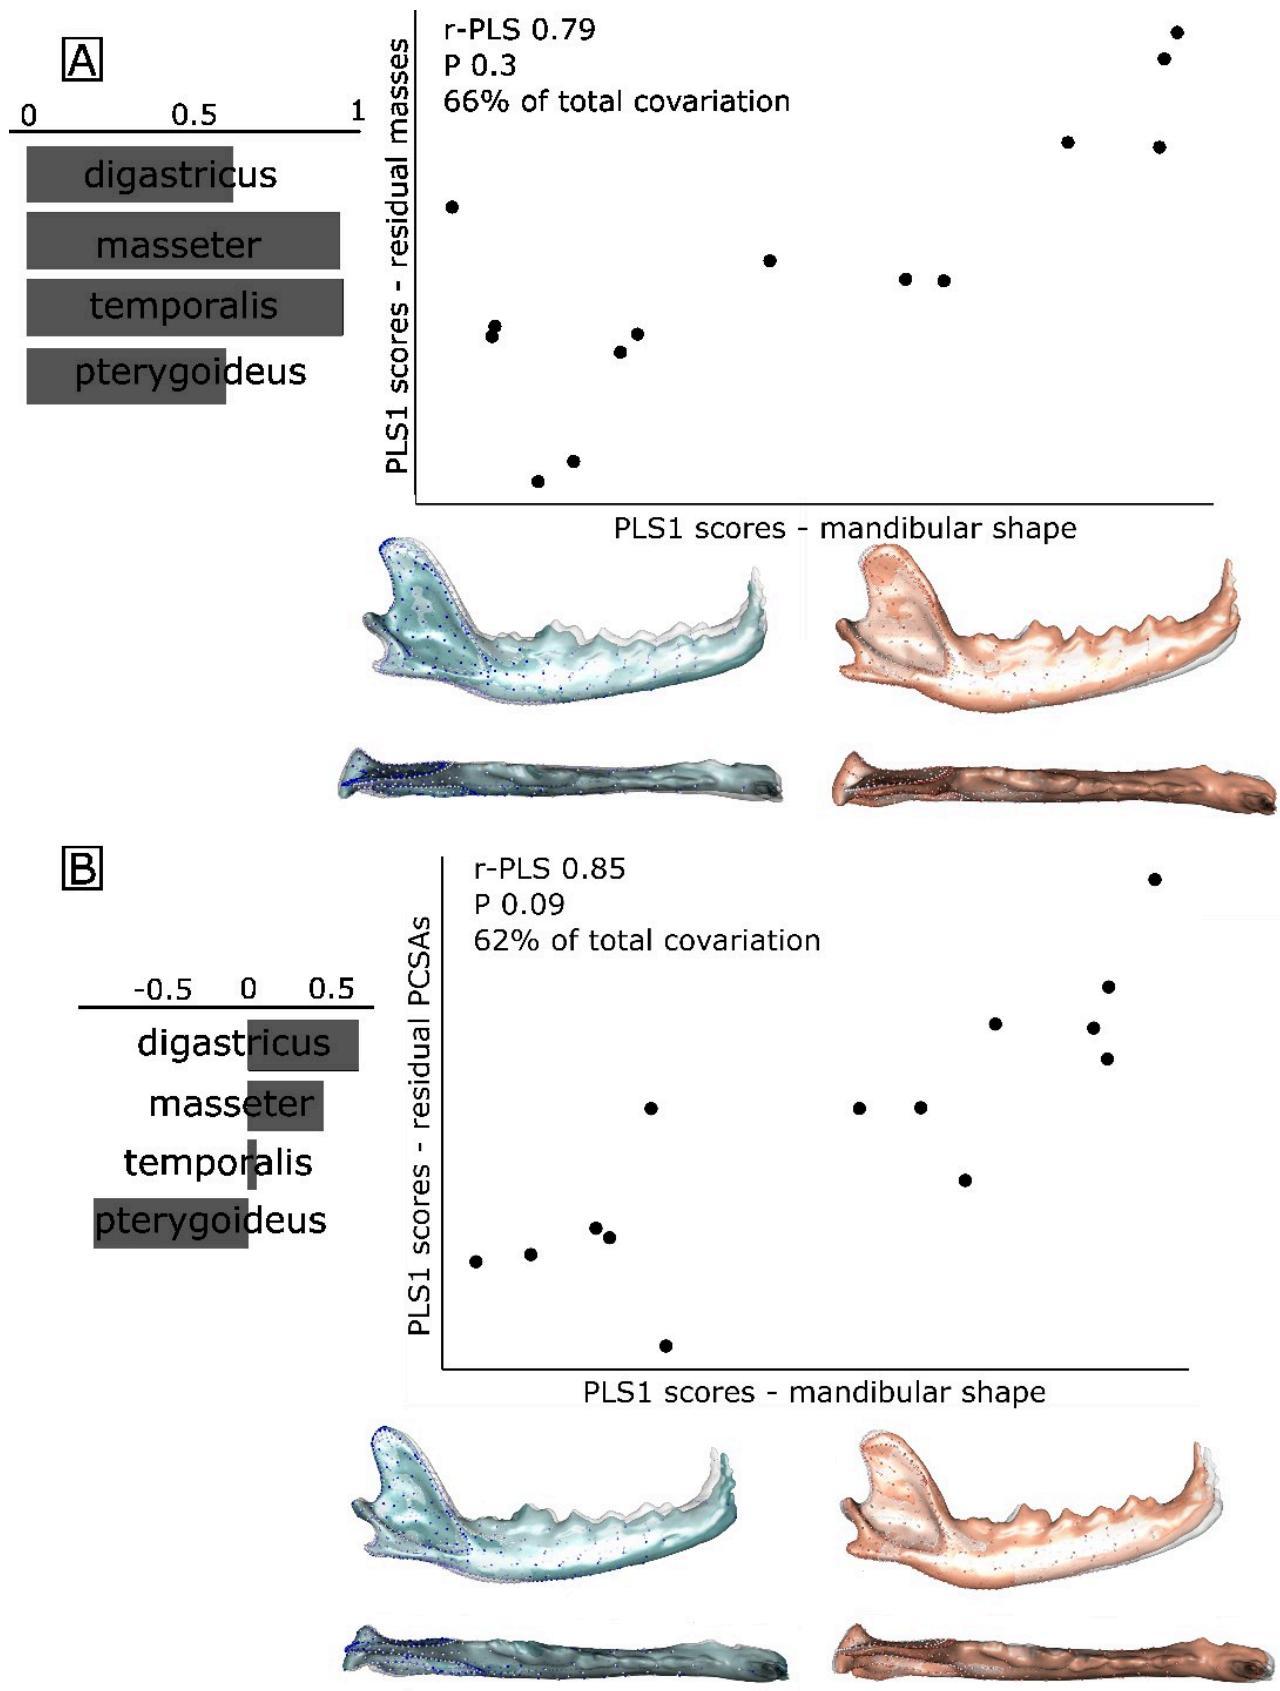 A
0 0.5 1
digastricus
masseter
temporalis
pterygoideus
PLS1 scores - residual masses
r-PLS 0.79
P 0.3
66% of total covariation
PLS1 scores - mandibular shape
B
-0.5 0 0.5
digastricus
masseter
temporalis
pterygoideus
PLS1 scores - residual PCSAs
r-PLS 0.85
P 0.09
62% of total covariation
PLS1 scores - mandibular shape